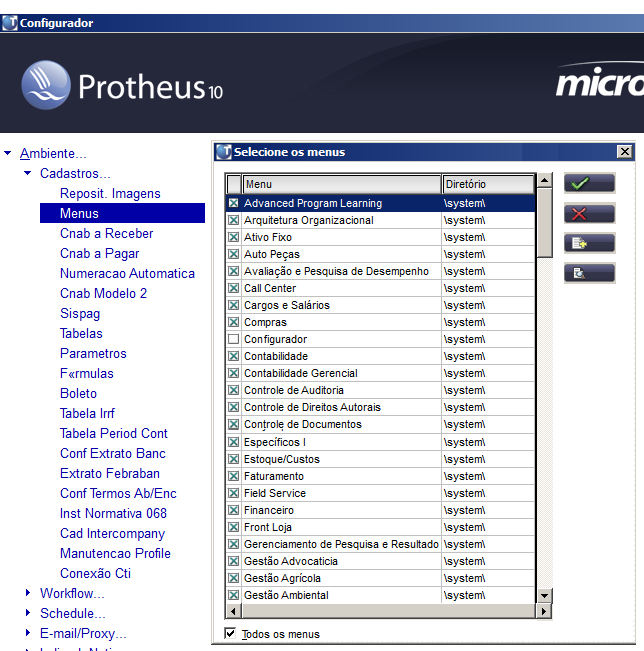 Configurador
Protheus 10
micro
Ambiente...
Cadastros...
Reposit. Imagens
Menus
Cnab a Receber
Cnab a Pagar
Numeracao Automatica
Cnab Modelo 2
Sispag
Tabelas
Parametros
F«rmulas
Boleto
Tabela Irrf
Tabela Period Cont
Conf Extrato Banc
Extrato Febraban
Conf Termos Ab/Enc
Inst Normativa 068
Cad Intercompany
Manutencao Profile
Conexão Cti
Workflow...
Schedule...
E-mail/Proxy...
Selecione os menus
Menu Diretório
Advanced Program Learning \system\
Arquitetura Organizacional \system\
Ativo Fixo \system\
Auto Peças \system\
Avaliação e Pesquisa de Desempenho \system\
Call Center \system\
Cargos e Salários \system\
Compras \system\
Configurador \system\
Contabilidade \system\
Contabilidade Gerencial \system\
Controle de Auditoria \system\
Controle de Direitos Autorais \system\
Controle de Documentos \system\
Específicos I \system\
Estoque/Custos \system\
Faturamento \system\
Field Service \system\
Financeiro \system\
Front Loja \system\
Gerenciamento de Pesquisa e Resultado \system\
Gestão Advocaticia \system\
Gestão Agrícola \system\
Gestão Ambiental \system\
Todos os menus